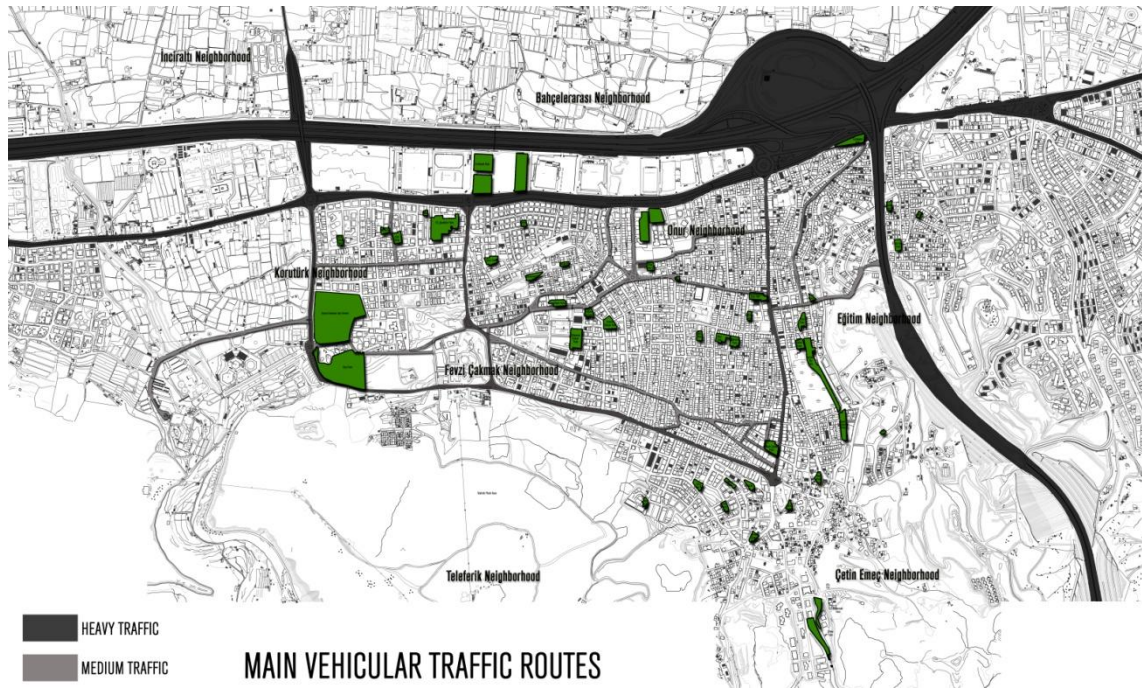 İnciraltı Neighborhood
Bahçelerarası Neighborhood
Onur Neighborhood
Korutürk Neighborhood
Eğitim Neighborhood
Fevzi Çakmak Neighborhood
Teleferik Neighborhood
Çetin Emeç Neighborhood
HEAVY TRAFFIC
MEDIUM TRAFFIC
MAIN VEHICULAR TRAFFIC ROUTES